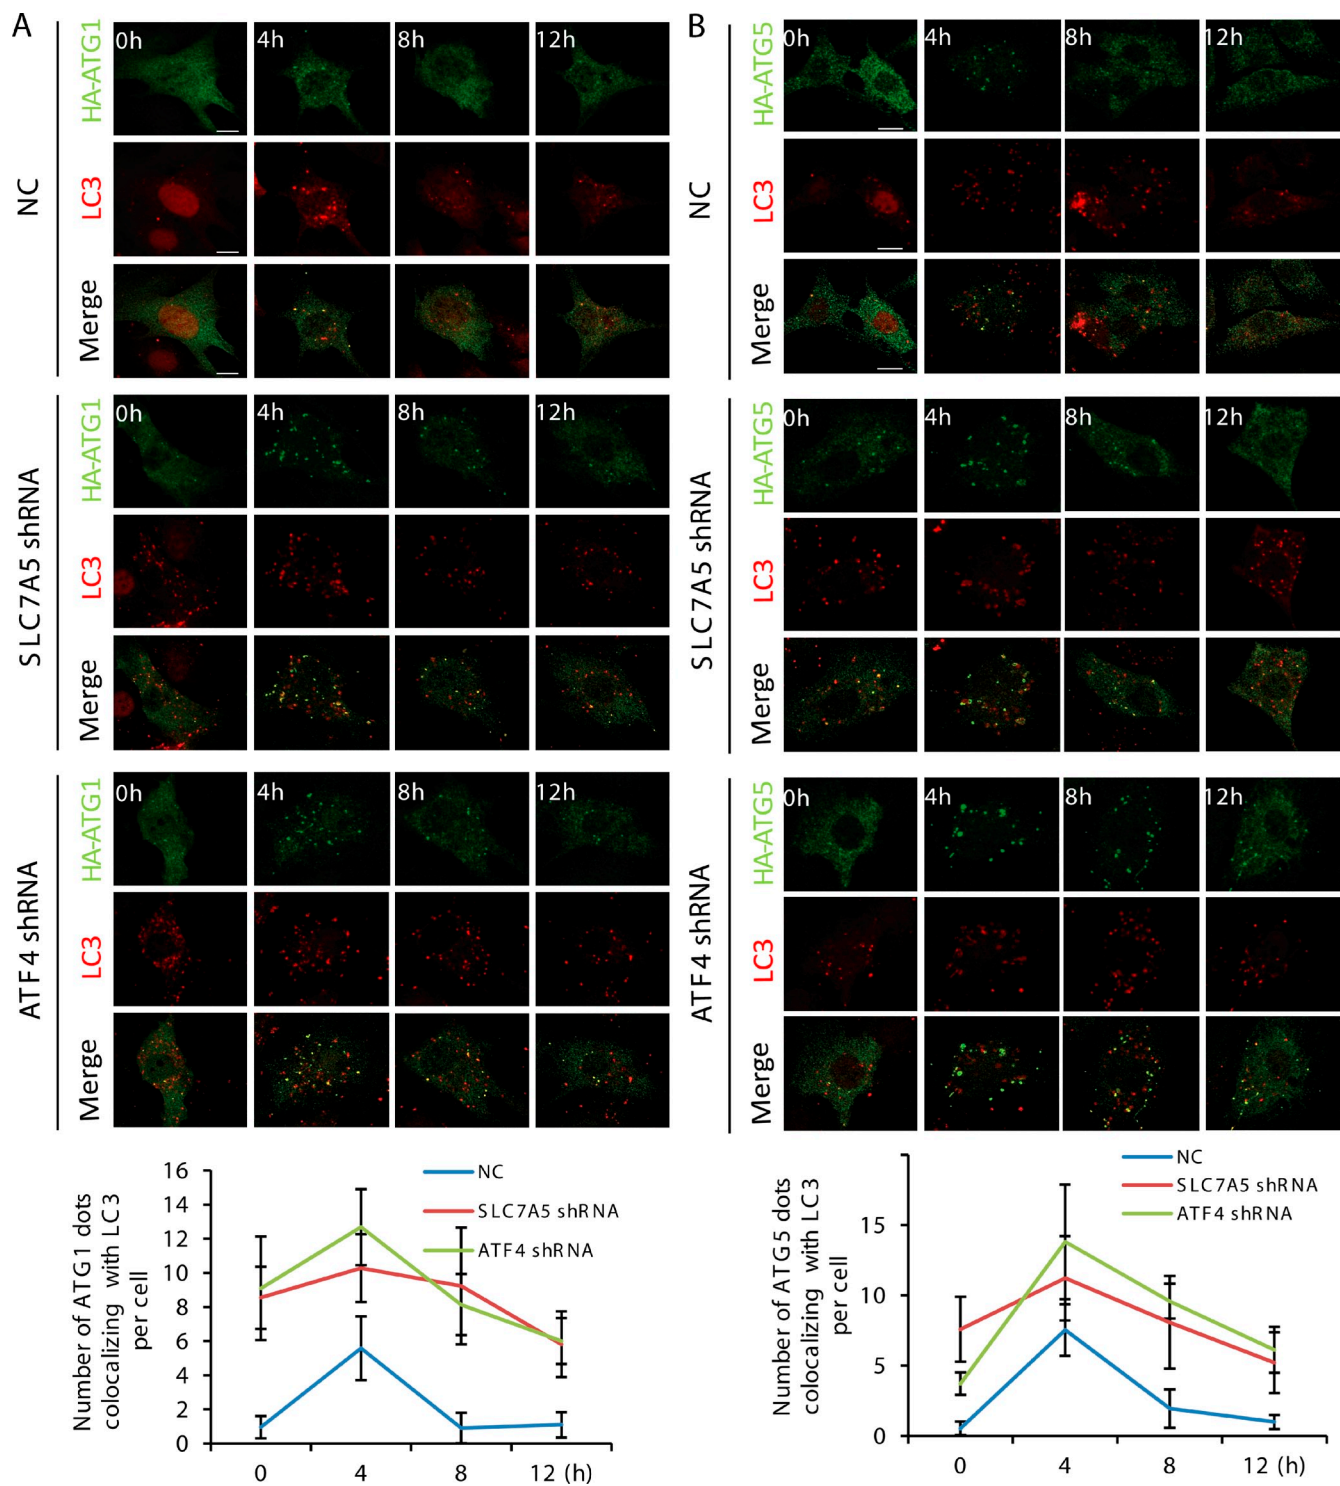 A
NC
HA-ATG1
0h
4h
8h
12h
LC3
Merge
SLC7A5 shRNA
HA-ATG1
0h
4h
8h
12h
LC3
Merge
ATF4 shRNA
HA-ATG1
0h
4h
8h
12h
LC3
Merge
Number of ATG1 dots
colocalizing with LC3
per cell
16
14
12
10
8
6
4
2
0
NC
SLC7A5 shRNA
ATF4 shRNA
0 4 8 12 (h)
B
NC
HA-ATG5
0h
4h
8h
12h
LC3
Merge
SLC7A5 shRNA
HA-ATG5
0h
4h
8h
12h
LC3
Merge
ATF4 shRNA
HA-ATG5
0h
4h
8h
12h
LC3
Merge
Number of ATG5 dots
colocalizing with LC3
per cell
15
10
5
0
NC
SLC7A5 shRNA
ATF4 shRNA
0 4 8 12 (h)